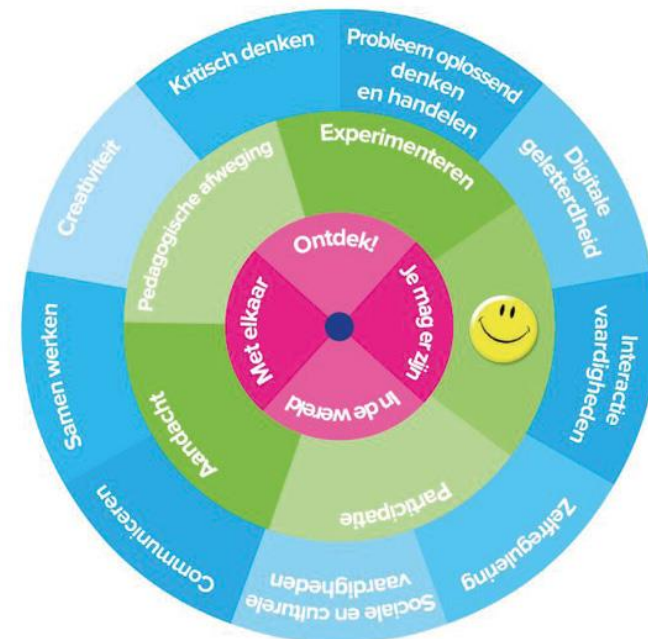 Kritisch denken
Probleem oplossend
denken
en handelen
Digitale
geletterdheid
Interactie
vaardigheden
Zelfregulering
Sociale en culturele
vaardigheden
Communiceren
Samen werken
Creativiteit
Experimenteren
Participatie
Aandacht
Pedagogische afweging
Ontdek!
Je mag er zijn
In de wereld
Met elkaar